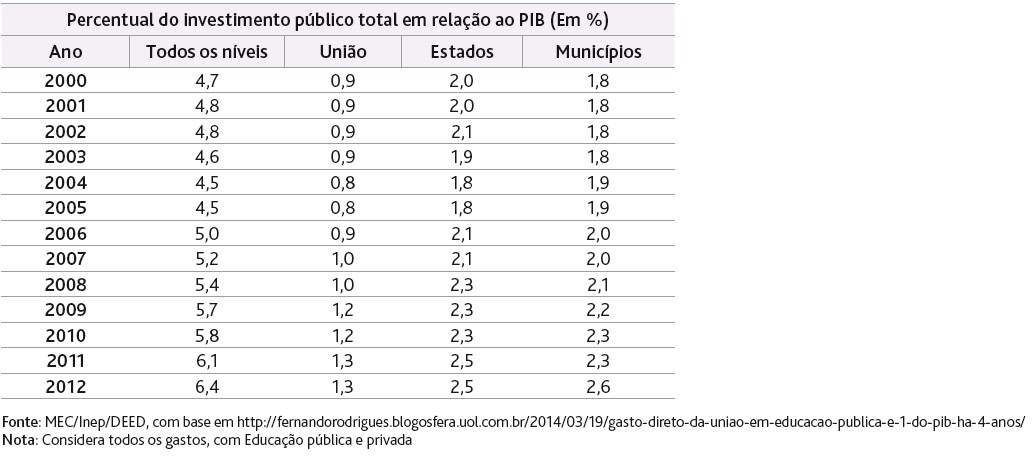 Percentual do investimento público total em relação ao PIB (Em %)
Ano Todos os níveis União Estados Municípios
2000 4,7 0,9 2,0 1,8
2001 4,8 0,9 2,0 1,8
2002 4,8 0,9 2,1 1,8
2003 4,6 0,9 1,9 1,8
2004 4,5 0,8 1,8 1,9
2005 4,5 0,8 1,8 1,9
2006 5,0 0,9 2,1 2,0
2007 5,2 1,0 2,1 2,0
2008 5,4 1,0 2,3 2,1
2009 5,7 1,2 2,3 2,2
2010 5,8 1,2 2,3 2,3
2011 6,1 1,3 2,5 2,3
2012 6,4 1,3 2,5 2,6
Fonte: MEC/Inep/DEED, com base em http://fernandorodrigues.blogosfera.uol.com.br/2014/03/19/gasto-direto-da-uniao-em-educacao-publica-e-1-do-pib-ha-4-anos/
Nota: Considera todos os gastos, com Educação pública e privada